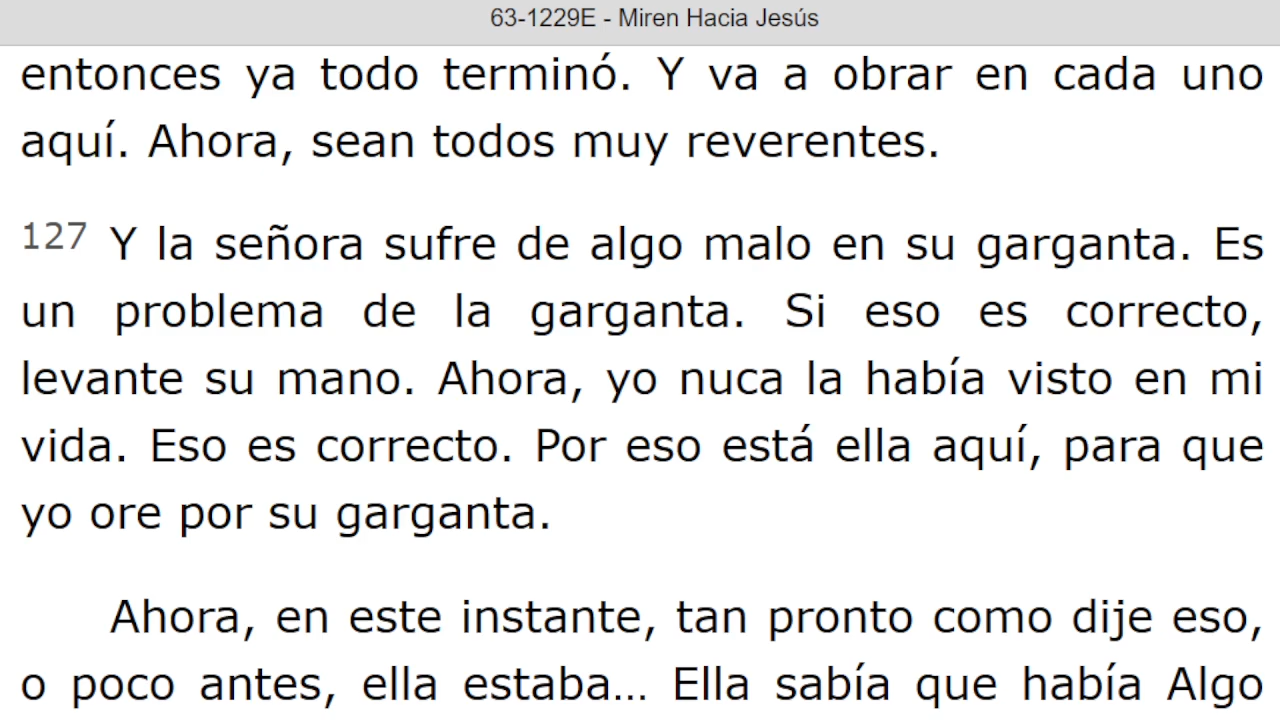 63-1229E - Miren Hacia Jesús
entonces ya todo terminó. Y va a obrar en cada uno
aquí. Ahora, sean todos muy reverentes.
127 Y la señora sufre de algo malo en su garganta. Es
un problema de la garganta. Si eso es correcto,
levante su mano. Ahora, yo nuca la había visto en mi
vida. Eso es correcto. Por eso está ella aquí, para que
yo ore por su garganta.
Ahora, en este instante, tan pronto como dije eso,
o poco antes, ella estaba... Ella sabía que había Algo